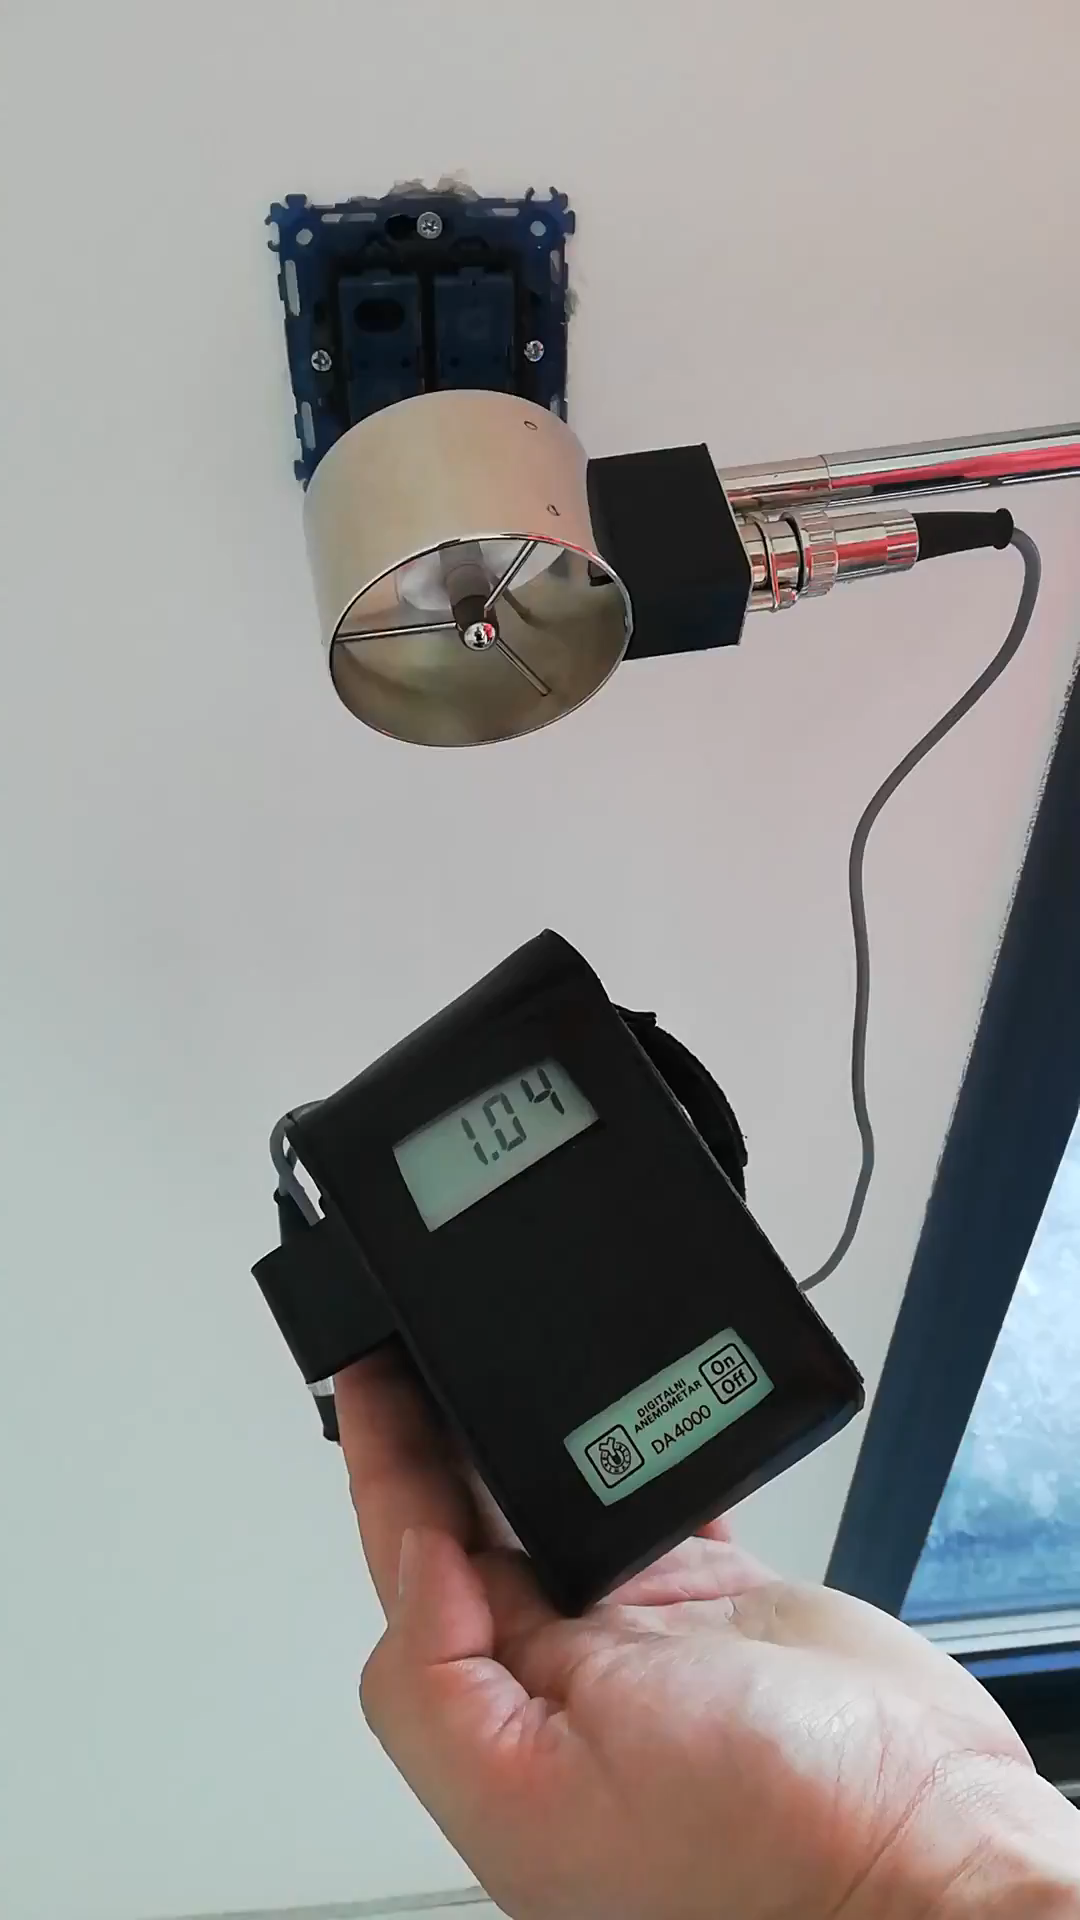 1.04
DIGITALNI
ANEMOMETAR
DA4000
On
Off